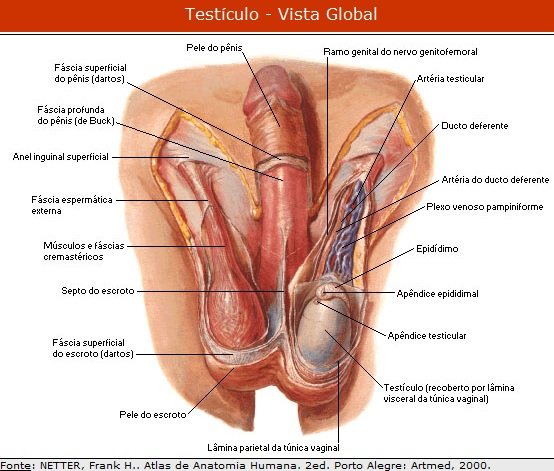 Testículo - Vista Global
Pele do pênis
Ramo genital do nervo genitofemoral
Fáscia superficial
do pênis (dartos)
Artéria testicular
Fáscia profunda
do pênis (de Buck)
Ducto deferente
Anel inguinal superficial
Artéria do ducto deferente
Fáscia espermática
externa
Plexo venoso pampiniforme
Músculos e fáscias
cremastéricos
Epidídimo
Septo do escroto
Apêndice epididimal
Apêndice testicular
Fáscia superficial
do escroto (dartos)
Testículo (recoberto por lâmina
visceral da túnica vaginal)
Pele do escroto
Lâmina parietal da túnica vaginal
Fonte: NETTER, Frank H.. Atlas de Anatomia Humana. 2ed. Porto Alegre: Artmed, 2000.